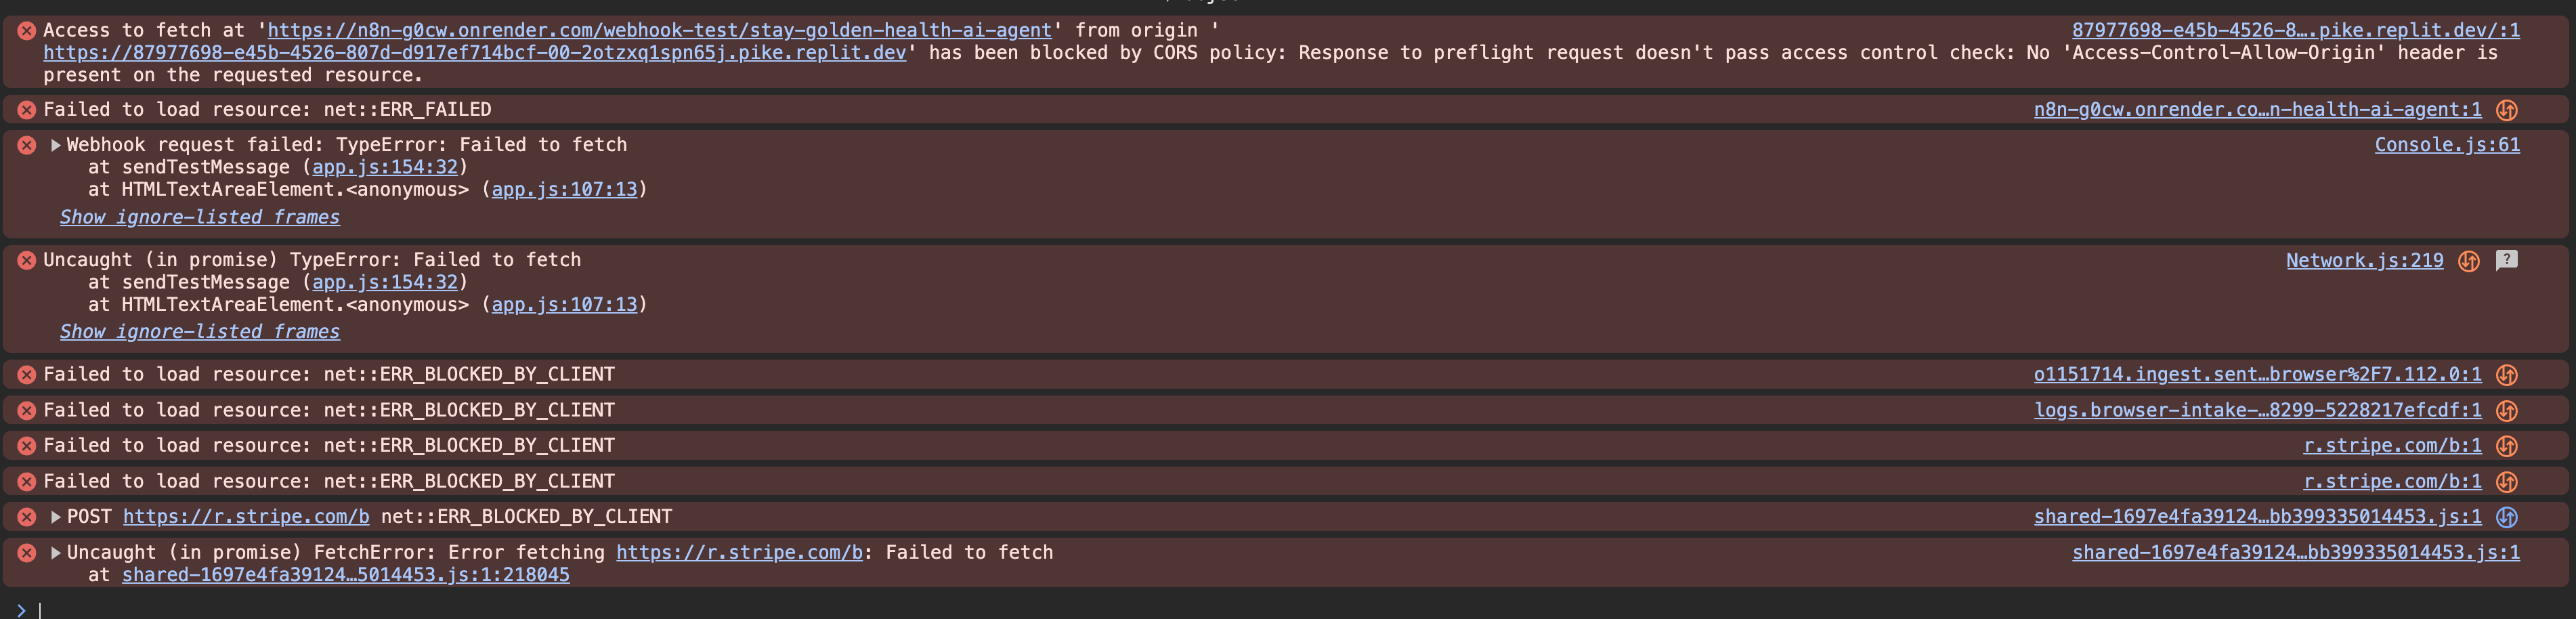 Access to fetch at 'https://n8n-g0cw.onrender.com/webhook-test/stay-golden-health-ai-agent' from origin ' 87977698-e45b-4526-8….pike.replit.dev/:1
https://87977698-e45b-4526-807d-d917ef714bcf-00-2otzxq1spn65j.pike.replit.dev' has been blocked by CORS policy: Response to preflight request doesn't pass access control check: No 'Access-Control-Allow-Origin' header is
present on the requested resource.
Failed to load resource: net::ERR_FAILED n8n-g0cw.onrender.co…n-health-ai-agent:1
Webhook request failed: TypeError: Failed to fetch Console.js:61
at sendTestMessage (app.js:154:32)
at HTMLTextAreaElement.<anonymous> (app.js:107:13)
Show ignore-listed frames
Uncaught (in promise) TypeError: Failed to fetch Network.js:219
at sendTestMessage (app.js:154:32)
at HTMLTextAreaElement.<anonymous> (app.js:107:13)
Show ignore-listed frames
Failed to load resource: net::ERR_BLOCKED_BY_CLIENT o1151714.ingest.sent…browser%2F7.112.0:1
Failed to load resource: net::ERR_BLOCKED_BY_CLIENT logs.browser-intake-…8299-5228217efcdf:1
Failed to load resource: net::ERR_BLOCKED_BY_CLIENT r.stripe.com/b:1
Failed to load resource: net::ERR_BLOCKED_BY_CLIENT r.stripe.com/b:1
POST https://r.stripe.com/b net::ERR_BLOCKED_BY_CLIENT shared-1697e4fa39124…bb399335014453.js:1
Uncaught (in promise) FetchError: Error fetching https://r.stripe.com/b: Failed to fetch shared-1697e4fa39124…bb399335014453.js:1
at shared-1697e4fa39124…5014453.js:1:218045